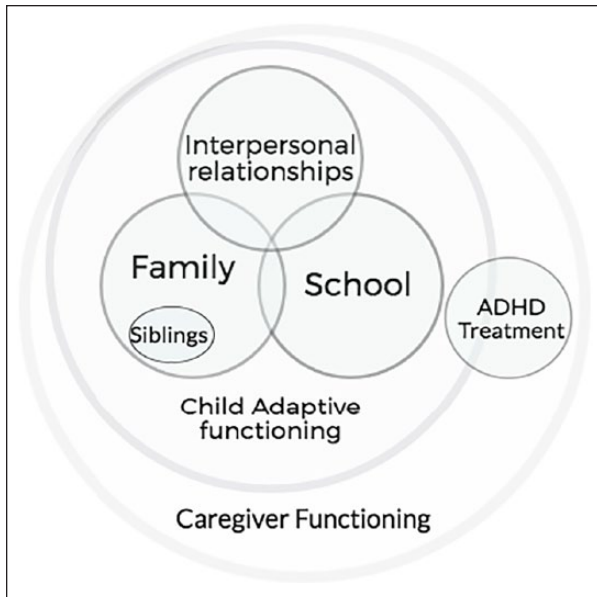 Interpersonal
relationships
Family
School
Siblings
ADHD
Treatment
Child Adaptive
functioning
Caregiver Functioning